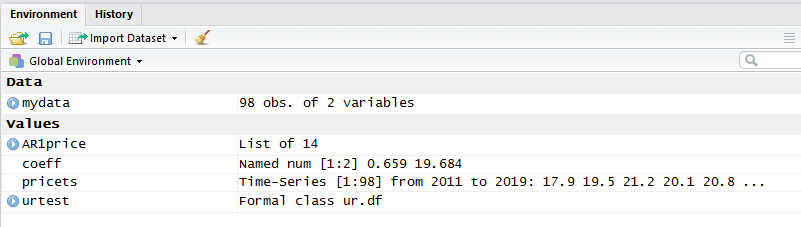 Environment History
Import Dataset
Global Environment
Data
mydata 98 obs. of 2 variables
Values
AR1price List of 14
coeff Named num [1:2] 0.659 19.684
pricets Time-Series [1:98] from 2011 to 2019: 17.9 19.5 21.2 20.1 20.8 ...
urtest Formal class ur.df